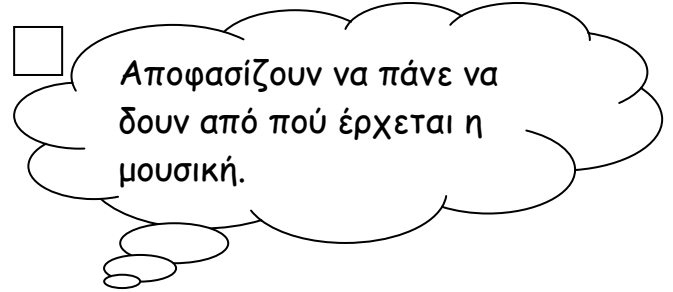 Αποφασίζουν να πάνε να
δουν από πού έρχεται η
μουσική.